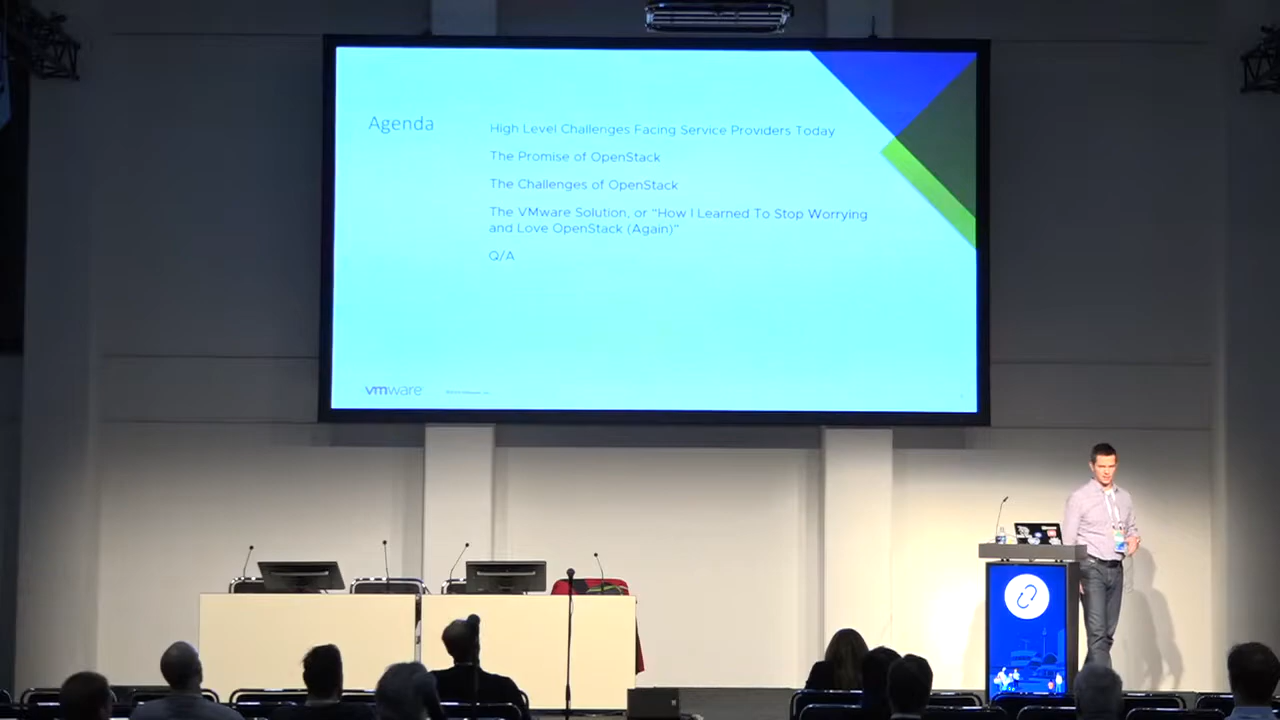 Agenda
High Level Challenges Facing Service Providers Today
The Promise of OpenStack
The Challenges of OpenStack
The VMware Solution, or “How I Learned To Stop Worrying
and Love OpenStack (Again)”
Q/A
vmware